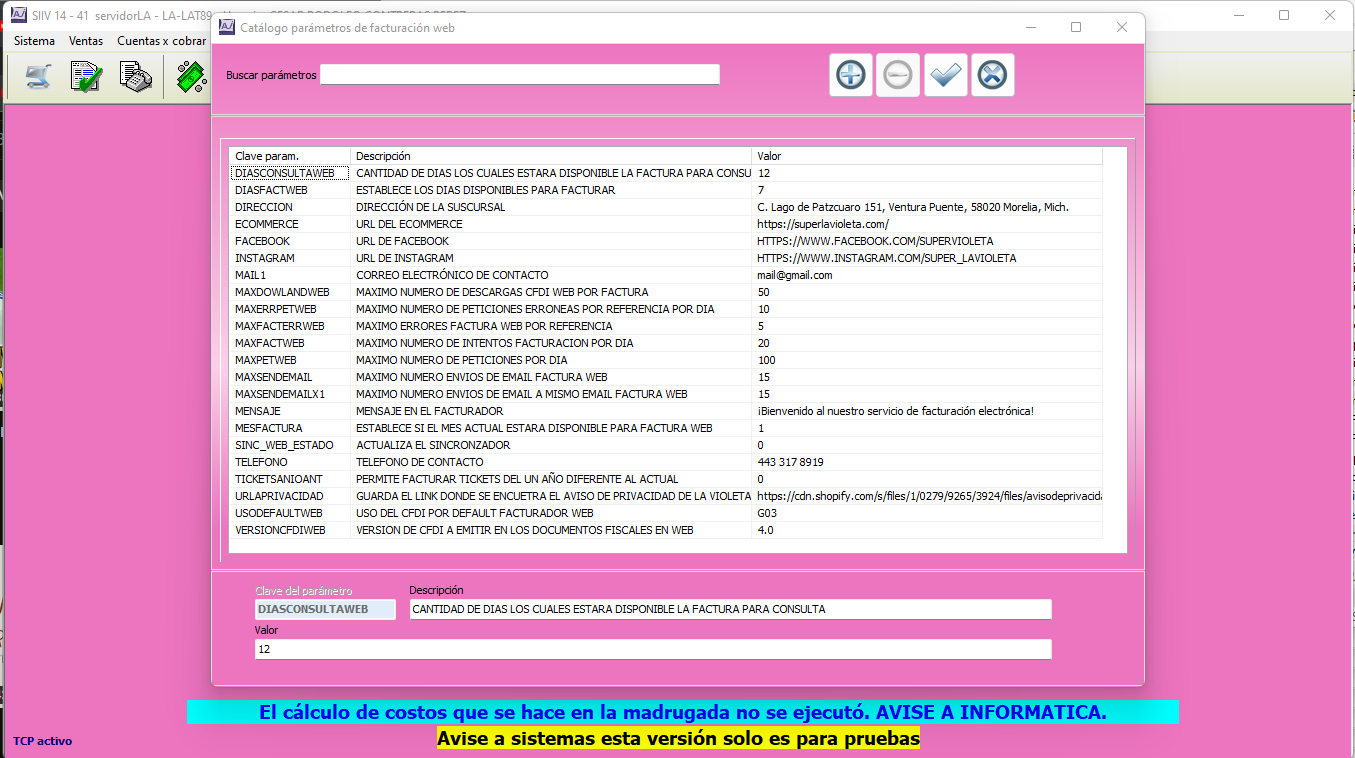 SIIV 14 - 41 servidorLA - LA-LAT89
Catálogo parámetros de facturación web
Sistema Ventas Cuentas x cobrar
Buscar parámetros
Clave param. Descripción Valor
DIASCONSULTAWEB CANTIDAD DE DIAS LOS CUALES ESTARA DISPONIBLE LA FACTURA PARA CONSU 12
DIASFACTWEB ESTABLECE LOS DIAS DISPONIBLES PARA FACTURAR 7
DIRECCION DIRECCIÓN DE LA SUSCURSAL C. Lago de Patzcuaro 151, Ventura Puente, 58020 Morelia, Mich.
ECOMMERCE URL DEL ECOMMERCE https://superlavioleta.com/
FACEBOOK URL DE FACEBOOK HTTPS://WWW.FACEBOOK.COM/SUPERVIOLETA
INSTAGRAM URL DE INSTAGRAM HTTPS://WWW.INSTAGRAM.COM/SUPER_LAVIOLETA
MAIL1 CORREO ELECTRÓNICO DE CONTACTO mail@gmail.com
MAXDOWLANDWEB MAXIMO NUMERO DE DESCARGAS CFDI WEB POR FACTURA 50
MAXERRPETWEB MAXIMO NUMERO DE PETICIONES ERRONEAS POR REFERENCIA POR DIA 10
MAXFACTERRWEB MAXIMO ERRORES FACTURA WEB POR REFERENCIA 5
MAXFACTWEB MAXIMO NUMERO DE INTENTOS FACTURACION POR DIA 20
MAXPETWEB MAXIMO NUMERO DE PETICIONES POR DIA 100
MAXSENDEMAIL MAXIMO NUMERO ENVIOS DE EMAIL FACTURA WEB 15
MAXSENDEMAILX1 MAXIMO NUMERO ENVIOS DE EMAIL A MISMO EMAIL FACTURA WEB 15
MENSAJE MENSAJE EN EL FACTURADOR ¡Bienvenido al nuestro servicio de facturación electrónica!
MESFACTURA ESTABLECE SI EL MES ACTUAL ESTARA DISPONIBLE PARA FACTURA WEB 1
SINC_WEB_ESTADO ACTUALIZA EL SINCRONZADOR 0
TELEFONO TELEFONO DE CONTACTO 443 317 8919
TICKETSANIOANT PERMITE FACTURAR TICKETS DEL UN AÑO DIFERENTE AL ACTUAL 0
URLAPRIVACIDAD GUARDA EL LINK DONDE SE ENCUETRA EL AVISO DE PRIVACIDAD DE LA VIOLETA https://cdn.shopify.com/s/files/1/0279/9265/3924/files/avisodeprivacida
USODEFAULTWEB USO DEL CFDI POR DEFAULT FACTURADOR WEB G03
VERSIONCFDIWEB VERSION DE CFDI A EMITIR EN LOS DOCUMENTOS FISCALES EN WEB 4.0
Clave del parámetro Descripción
DIASCONSULTAWEB CANTIDAD DE DIAS LOS CUALES ESTARA DISPONIBLE LA FACTURA PARA CONSULTA
Valor
12
El cálculo de costos que se hace en la madrugada no se ejecutó. AVISE A INFORMATICA.
Avise a sistemas esta versión solo es para pruebas
TCP activo